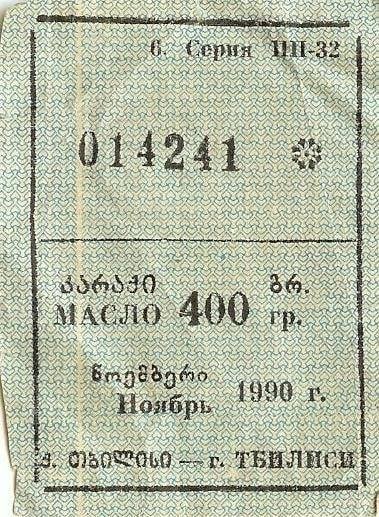 6. Серия ПП-32
014241
კარაქი გრ.
МАСЛО 400 гр.
ნოემბერი
Ноябрь 1990 г.
ქ. თბილისი — г. ТБИЛИСИ